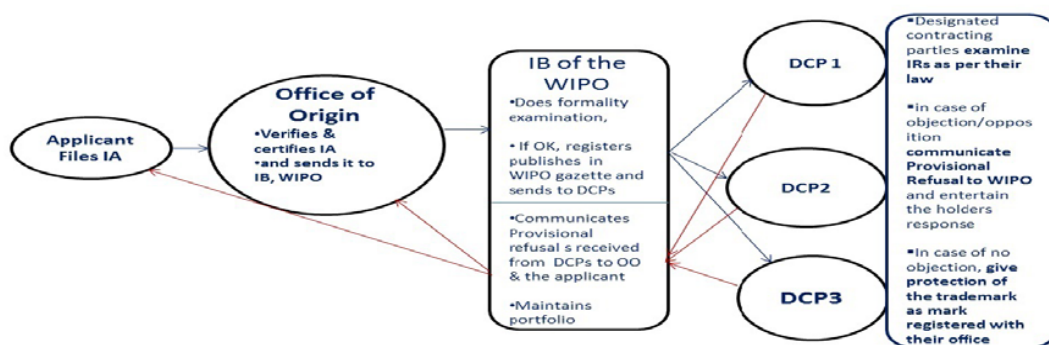 Applicant
Files IA
Office of
Origin
•Verifies &
certifies IA
•and sends it to
IB, WIPO
IB of the
WIPO
•Does formality
examination,
• If OK, registers
publishes in
WIPO gazette and
sends to DCPs
•Communicates
Provisional
refusal s received
from DCPs to OO
& the applicant
•Maintains
portfolio
DCP 1
DCP2
DCP3
•Designated
contracting
parties examine
IRs as per their
law
•in case of
objection/oppos
ition
communicate
Provisional
Refusal to WIPO
and entertain
the holders
response
•In case of no
objection, give
protection of
the trademark
as mark
registered with
their office